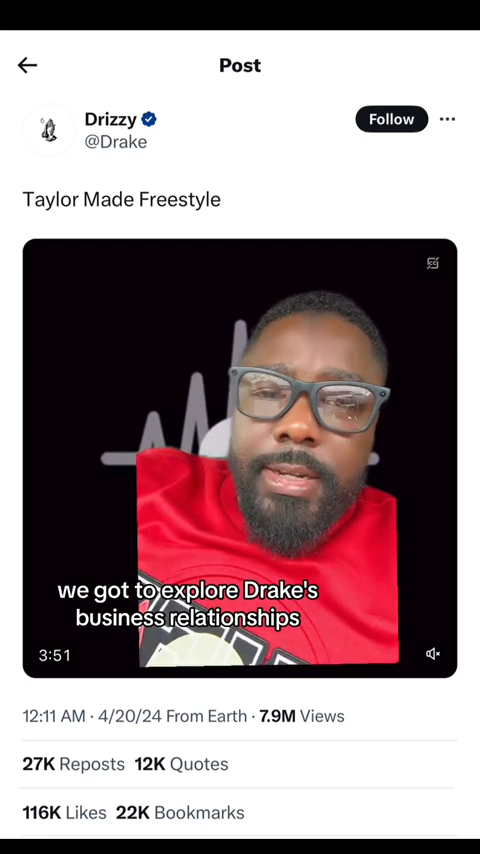 Post
Drizzy
@Drake
Follow
Taylor Made Freestyle
we got to explore Drake's
business relationships
3:51
12:11 AM · 4/20/24 From Earth · 7.9M Views
27K Reposts 12K Quotes
116K Likes 22K Bookmarks